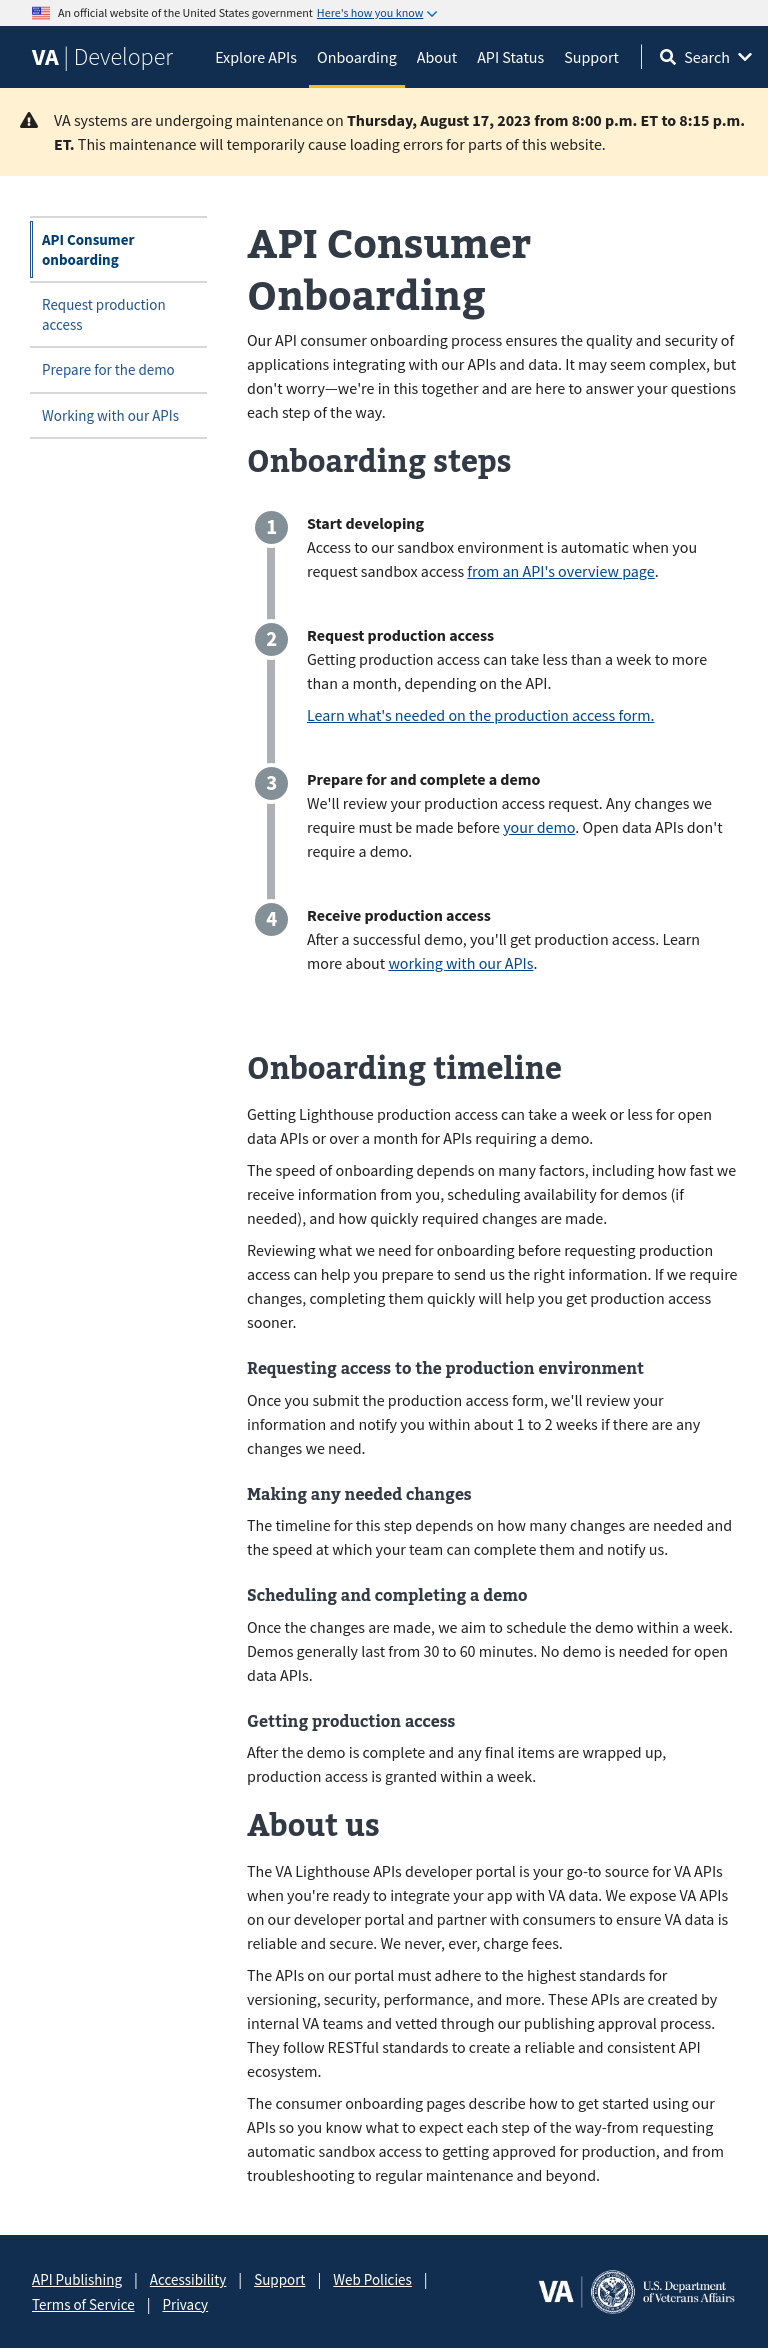 An official website of the United States government Here's how you know
VA | Developer
Explore APIs
Onboarding
About
API Status
Support
Search
VA systems are undergoing maintenance on Thursday, August 17, 2023 from 8:00 p.m. ET to 8:15 p.m.
ET. This maintenance will temporarily cause loading errors for parts of this website.
API Consumer
onboarding
Request production
access
Prepare for the demo
Working with our APIs
API Consumer
Onboarding
Our API consumer onboarding process ensures the quality and security of
applications integrating with our APIs and data. It may seem complex, but
don't worry—we're in this together and are here to answer your questions
each step of the way.
Onboarding steps
1
Start developing
Access to our sandbox environment is automatic when you
request sandbox access from an API's overview page.
2
Request production access
Getting production access can take less than a week to more
than a month, depending on the API.
Learn what's needed on the production access form.
3
Prepare for and complete a demo
We'll review your production access request. Any changes we
require must be made before your demo. Open data APIs don't
require a demo.
4
Receive production access
After a successful demo, you'll get production access. Learn
more about working with our APIs.
Onboarding timeline
Getting Lighthouse production access can take a week or less for open
data APIs or over a month for APIs requiring a demo.
The speed of onboarding depends on many factors, including how fast we
receive information from you, scheduling availability for demos (if
needed), and how quickly required changes are made.
Reviewing what we need for onboarding before requesting production
access can help you prepare to send us the right information. If we require
changes, completing them quickly will help you get production access
sooner.
Requesting access to the production environment
Once you submit the production access form, we'll review your
information and notify you within about 1 to 2 weeks if there are any
changes we need.
Making any needed changes
The timeline for this step depends on how many changes are needed and
the speed at which your team can complete them and notify us.
Scheduling and completing a demo
Once the changes are made, we aim to schedule the demo within a week.
Demos generally last from 30 to 60 minutes. No demo is needed for open
data APIs.
Getting production access
After the demo is complete and any final items are wrapped up,
production access is granted within a week.
About us
The VA Lighthouse APIs developer portal is your go-to source for VA APIs
when you're ready to integrate your app with VA data. We expose VA APIs
on our developer portal and partner with consumers to ensure VA data is
reliable and secure. We never, ever, charge fees.
The APIs on our portal must adhere to the highest standards for
versioning, security, performance, and more. These APIs are created by
internal VA teams and vetted through our publishing approval process.
They follow RESTful standards to create a reliable and consistent API
ecosystem.
The consumer onboarding pages describe how to get started using our
APIs so you know what to expect each step of the way-from requesting
automatic sandbox access to getting approved for production, and from
troubleshooting to regular maintenance and beyond.
API Publishing | Accessibility | Support | Web Policies |
Terms of Service | Privacy
VA
U.S. Department
of Veterans Affairs